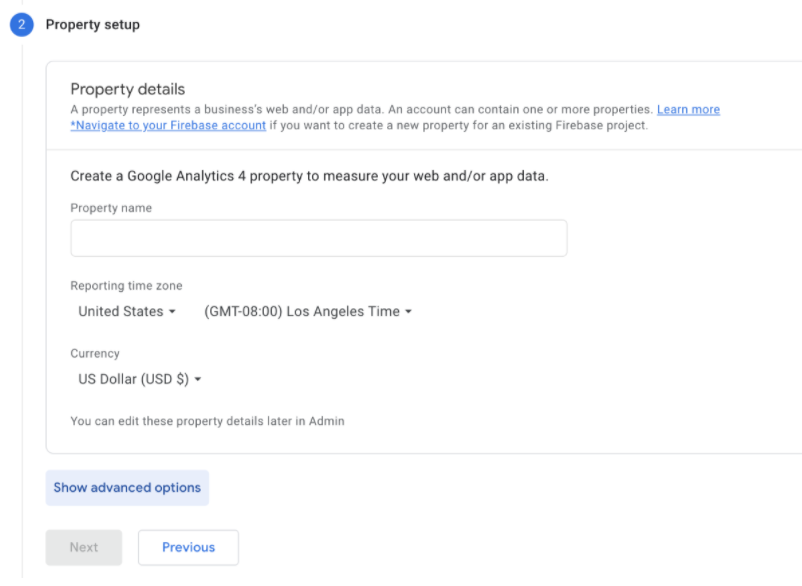 2 Property setup
Property details
A property represents a business's web and/or app data. An account can contain one or more properties. Learn more
*Navigate to your Firebase account if you want to create a new property for an existing Firebase project.
Create a Google Analytics 4 property to measure your web and/or app data.
Property name
Reporting time zone
United States (GMT-08:00) Los Angeles Time
Currency
US Dollar (USD $)
You can edit these property details later in Admin
Show advanced options
Next Previous